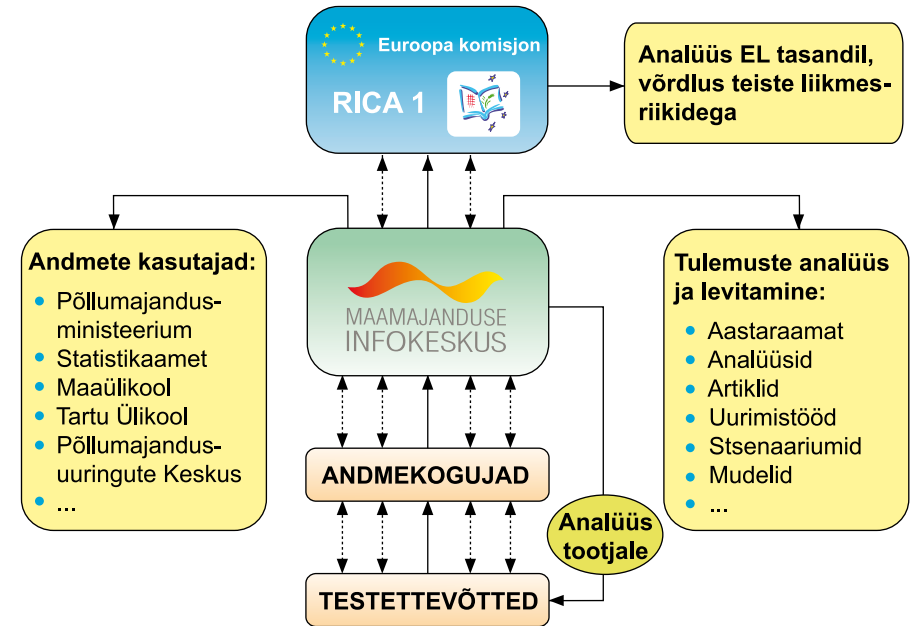 Euroopa komisjon
RICA 1
Analüüs EL tasandil,
võrdlus teiste liikmes-
riikidega
Andmete kasutajad:
• Põllumajandus-
ministeerium
• Statistikaamet
• Maaülikool
• Tartu Ülikool
• Põllumajandus-
uuringute Keskus
• ...
MAAMAJANDUSE
INFOKESKUS
Tulemuste analüüs
ja levitamine:
• Aastaraamat
• Analüüsid
• Artiklid
• Uurimistööd
• Stsenaariumid
• Mudelid
• ...
ANDMEKOGUJAD
Analüüs
tootjale
TESTETTEVÕTTED